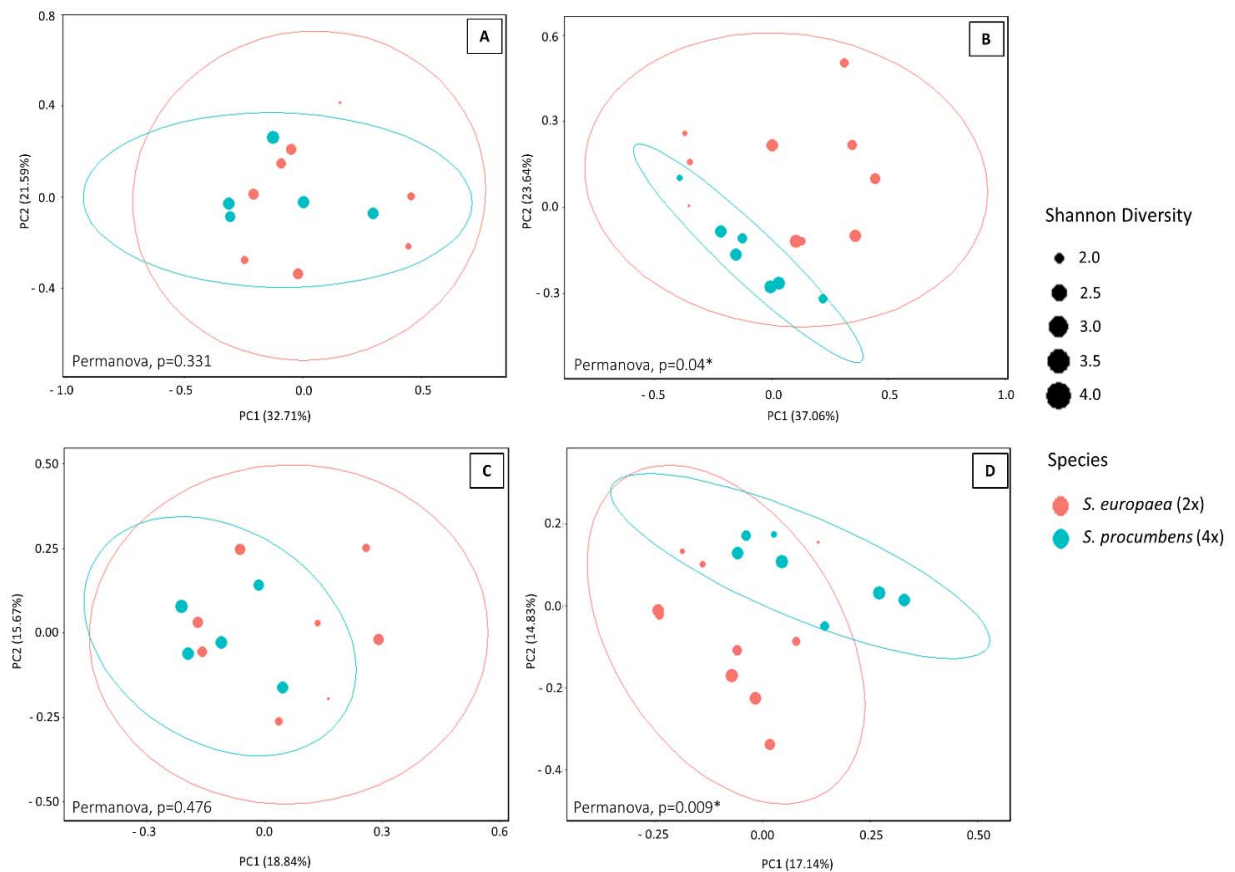 0.8
0.4
0.0
- 0.4
PC2 (21.59%)
A
Permanova, p=0.331
- 1.0
- 0.5
0.0
0.5
PC1 (32.71%)
0.6
0.3
0.0
- 0.3
PC2 (23.64%)
B
Permanova, p=0.04*
- 0.5
0.0
0.5
1.0
PC1 (37.06%)
Shannon Diversity
2.0
2.5
3.0
3.5
4.0
Species
S. europaea (2x)
S. procumbens (4x)
0.50
0.25
0.00
- 0.25
- 0.50
PC2 (15.67%)
C
Permanova, p=0.476
- 0.3
0.0
0.3
0.6
PC1 (18.84%)
0.2
0.0
- 0.2
- 0.4
PC2 (14.83%)
D
Permanova, p=0.009*
- 0.25
0.00
0.25
0.50
PC1 (17.14%)